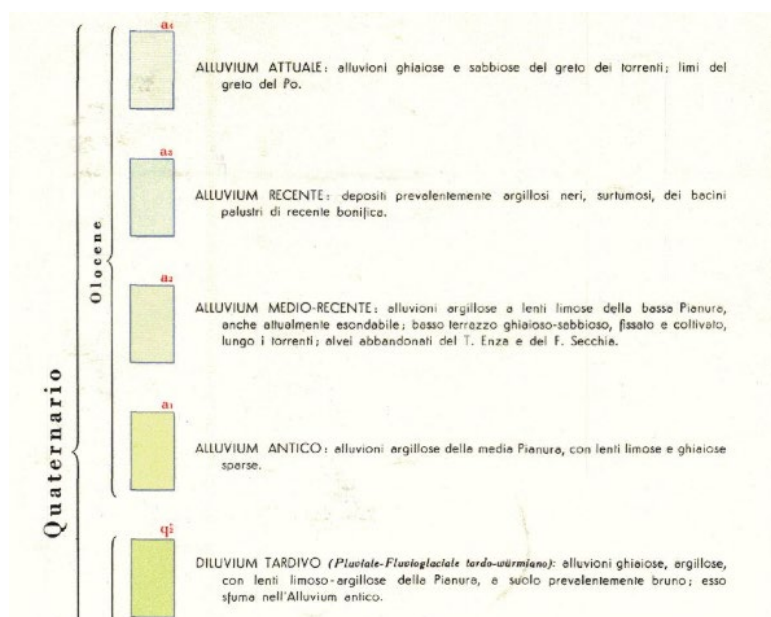 a₄
ALLUVIUM ATTUALE: alluvioni ghiaiose e sabbiose del greto dei torrenti; limi del
greto del Po.
a₃
ALLUVIUM RECENTE: depositi prevalentemente argillosi neri, surtumosi, dei bacini
palustri di recente bonifica.
Olocene
a₂
ALLUVIUM MEDIO-RECENTE: alluvioni argillose a lenti limose della bassa Pianura,
anche attualmente esondabile; basso terrazzo ghiaioso-sabbioso, fissato e coltivato,
lungo i torrenti; alvei abbandonati del T. Enza e del F. Secchia.
Quaternario
a₁
ALLUVIUM ANTICO: alluvioni argillose della media Pianura, con lenti limose e ghiaiose
sparse.
DILUVIUM TARDIVO (Pluviale-Fluvioglaciale tardo-würmiano): alluvioni ghiaiose, argillose,
con lenti limoso-argillose della Pianura, a suolo prevalentemente bruno; esso
sfuma nell'Alluvium antico.